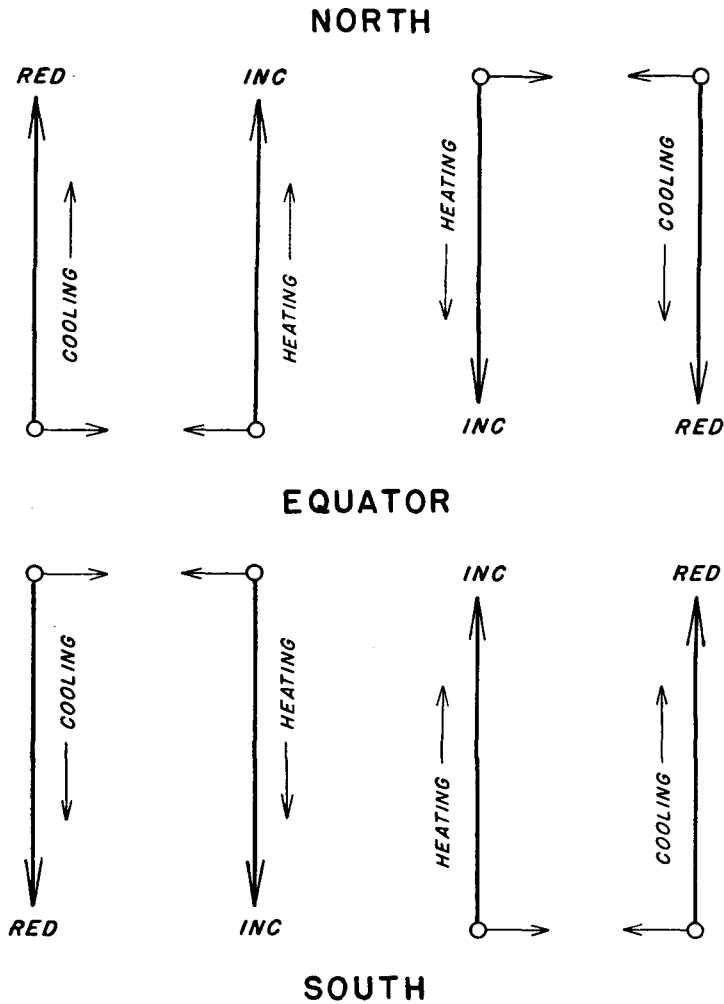 NORTH
RED
INC
COOLING
HEATING
HEATING
COOLING
INC
RED
EQUATOR
COOLING
HEATING
RED
INC
INC
RED
HEATING
COOLING
SOUTH